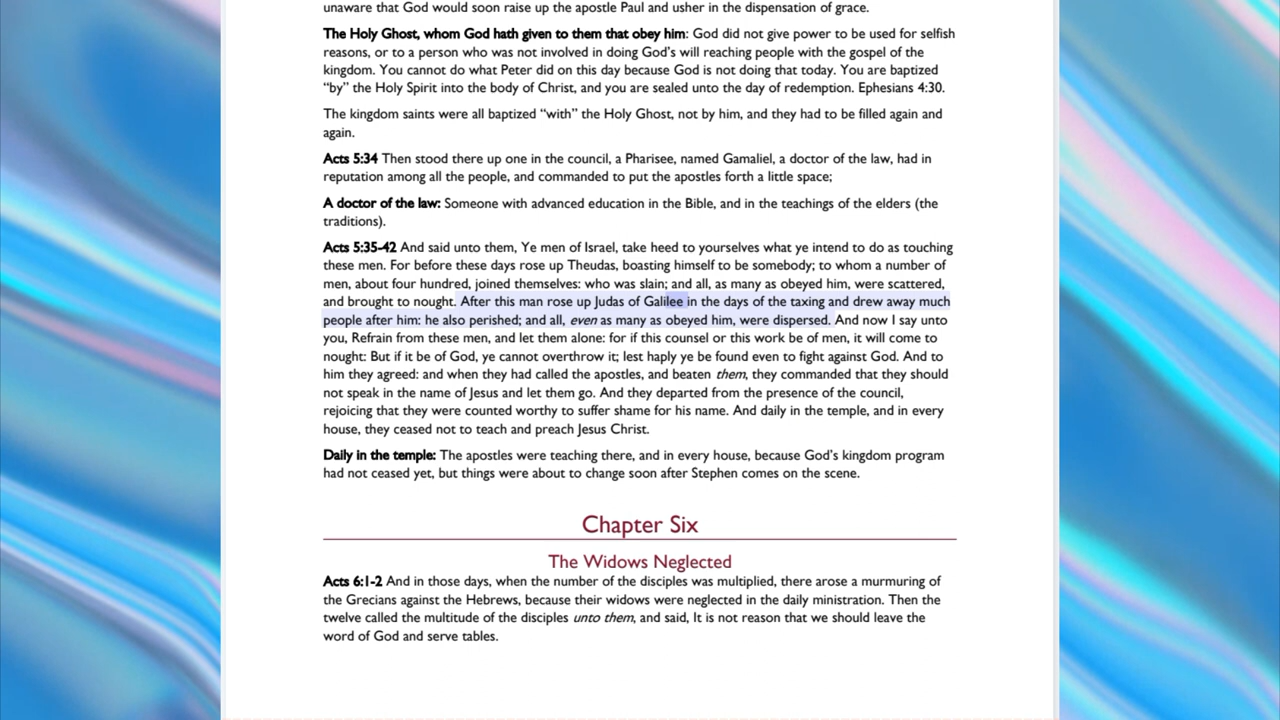 unaware that God would soon raise up the apostle Paul and usher in the dispensation of grace.
The Holy Ghost, whom God hath given to them that obey him: God did not give power to be used for selfish
reasons, or to a person who was not involved in doing God's will reaching people with the gospel of the
kingdom. You cannot do what Peter did on this day because God is not doing that today. You are baptized
“by” the Holy Spirit into the body of Christ, and you are sealed unto the day of redemption. Ephesians 4:30.
The kingdom saints were all baptized “with” the Holy Ghost, not by him, and they had to be filled again and
again.
Acts 5:34 Then stood there up one in the council, a Pharisee, named Gamaliel, a doctor of the law, had in
reputation among all the people, and commanded to put the apostles forth a little space;
A doctor of the law: Someone with advanced education in the Bible, and in the teachings of the elders (the
traditions).
Acts 5:35-42 And said unto them, Ye men of Israel, take heed to yourselves what ye intend to do as touching
these men. For before these days rose up Theudas, boasting himself to be somebody; to whom a number of
men, about four hundred, joined themselves: who was slain; and all, as many as obeyed him, were scattered,
and brought to nought. After this man rose up Judas of Galilee in the days of the taxing and drew away much
people after him: he also perished; and all, even as many as obeyed him, were dispersed. And now I say unto
you, Refrain from these men, and let them alone: for if this counsel or this work be of men, it will come to
nought: But if it be of God, ye cannot overthrow it; lest haply ye be found even to fight against God. And to
him they agreed: and when they had called the apostles, and beaten them, they commanded that they should
not speak in the name of Jesus and let them go. And they departed from the presence of the council,
rejoicing that they were counted worthy to suffer shame for his name. And daily in the temple, and in every
house, they ceased not to teach and preach Jesus Christ.
Daily in the temple: The apostles were teaching there, and in every house, because God's kingdom program
had not ceased yet, but things were about to change soon after Stephen comes on the scene.
Chapter Six
The Widows Neglected
Acts 6:1-2 And in those days, when the number of the disciples was multiplied, there arose a murmuring of
the Grecians against the Hebrews, because their widows were neglected in the daily ministration. Then the
twelve called the multitude of the disciples unto them, and said, It is not reason that we should leave the
word of God and serve tables.